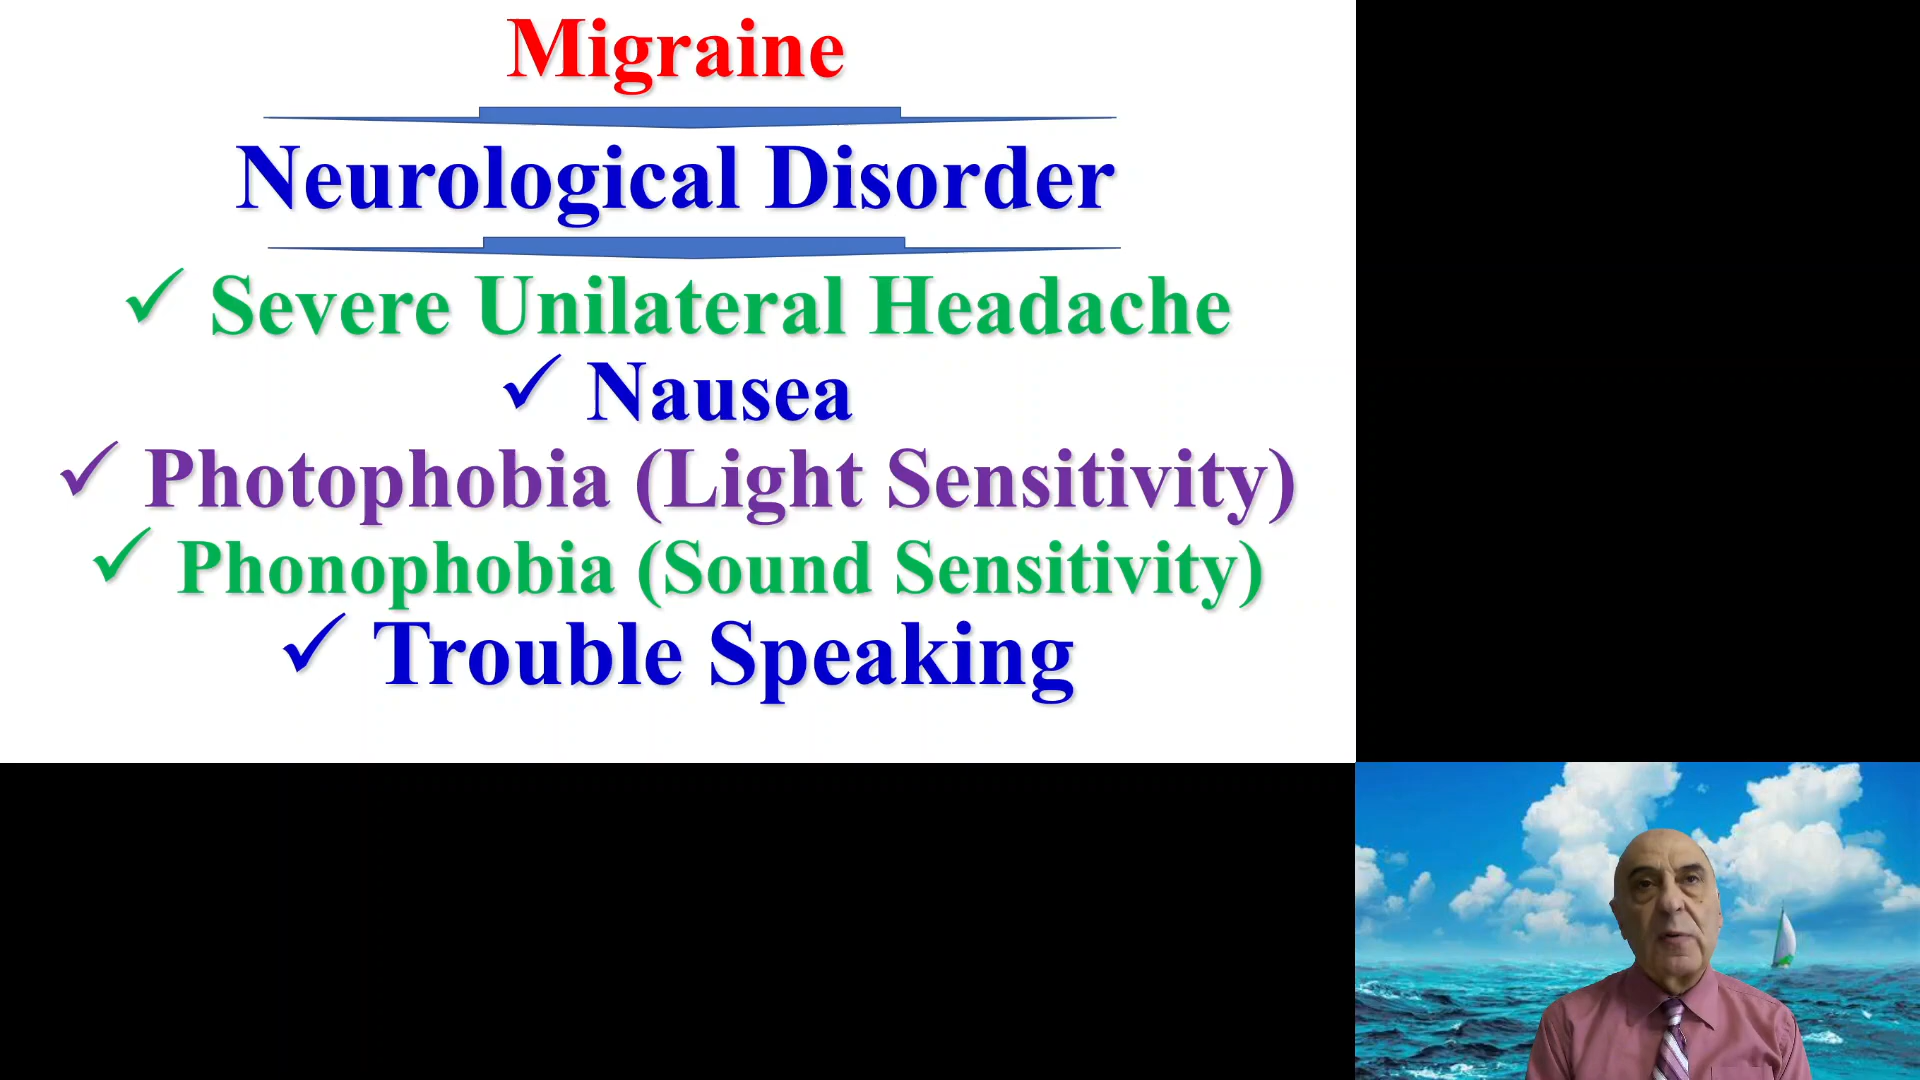 Migraine
Neurological Disorder
✓ Severe Unilateral Headache
✓ Nausea
✓ Photophobia (Light Sensitivity)
✓ Phonophobia (Sound Sensitivity)
✓ Trouble Speaking